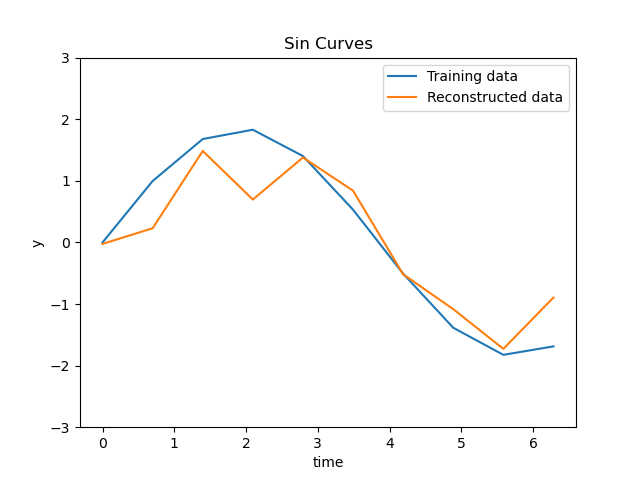 Sin Curves
Training data
Reconstructed data
3
2
1
0
−1
−2
−3
y
0 1 2 3 4 5 6
time